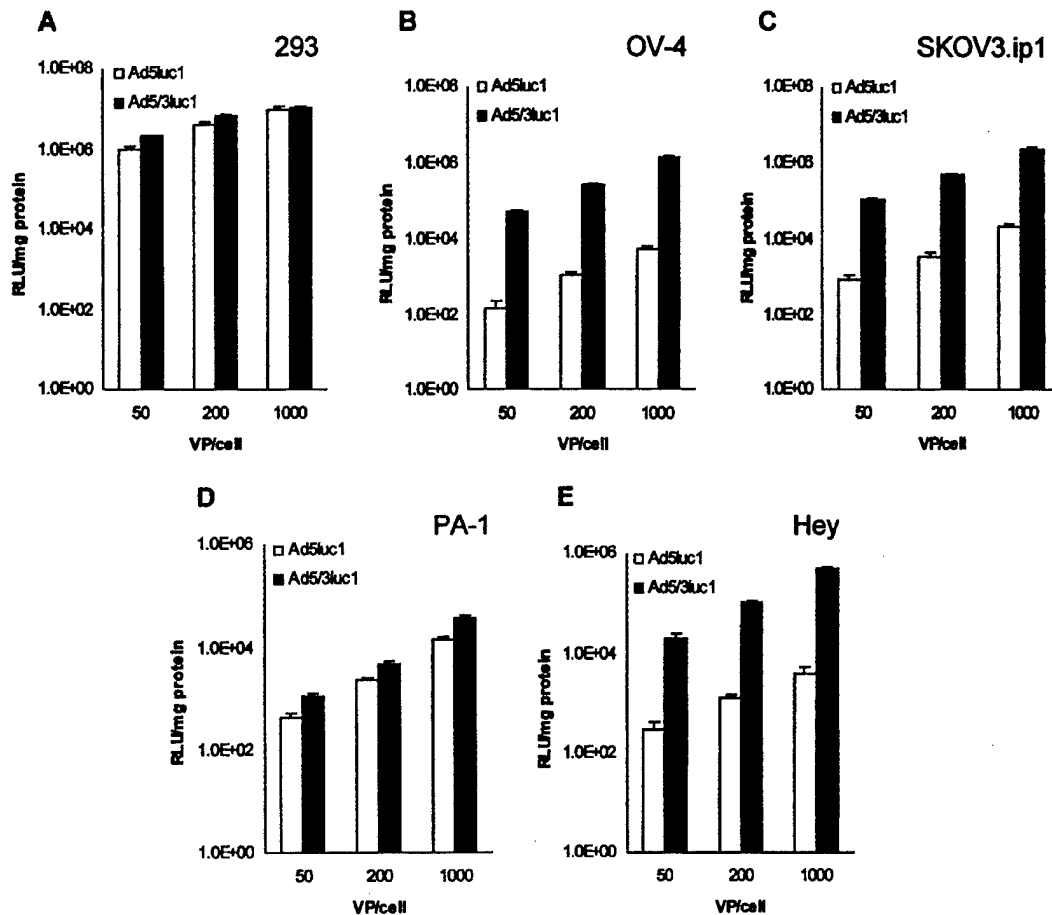 A
293
1.0E+08
1.0E+06
1.0E+04
1.0E+02
1.0E+00
RLU/mg protein
Ad5luc1
Ad5/3luc1
50 200 1000
VP/cell
B
OV-4
1.0E+08
1.0E+06
1.0E+04
1.0E+02
1.0E+00
RLU/mg protein
Ad5luc1
Ad5/3luc1
50 200 1000
VP/cell
C
SKOV3.ip1
1.0E+08
1.0E+06
1.0E+04
1.0E+02
1.0E+00
RLU/mg protein
Ad5luc1
Ad5/3luc1
50 200 1000
VP/cell
D
PA-1
1.0E+06
1.0E+04
1.0E+02
1.0E+00
RLU/mg protein
Ad5luc1
Ad5/3luc1
50 200 1000
VP/cell
E
Hey
1.0E+06
1.0E+04
1.0E+02
1.0E+00
RLU/mg protein
Ad5luc1
Ad5/3luc1
50 200 1000
VP/cell